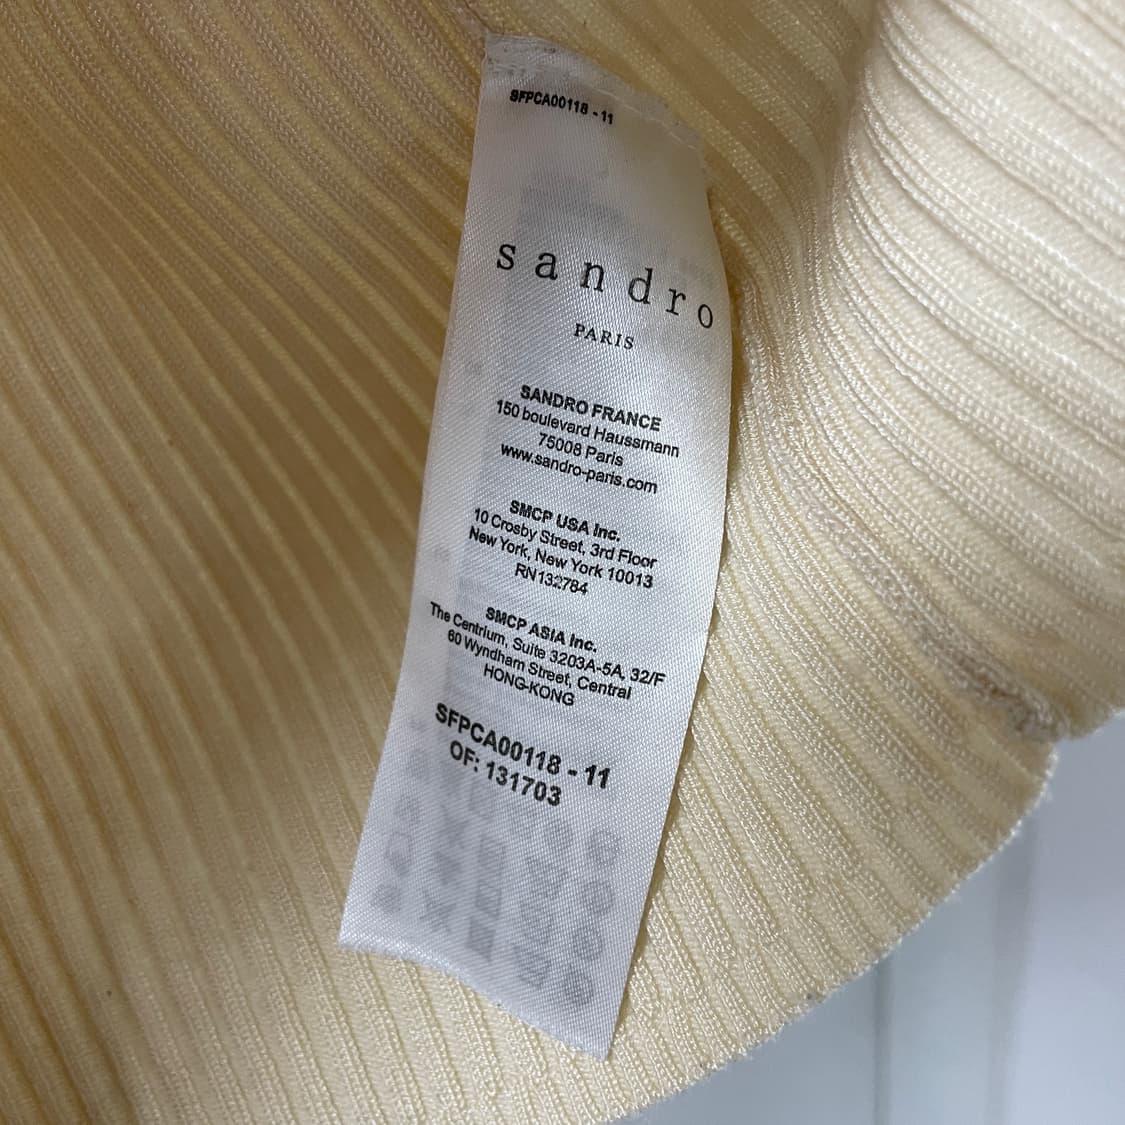 SFPCA00118 - 11
sandro
PARIS
SANDRO FRANCE
150 boulevard Haussmann
75008 Paris
www.sandro-paris.com
SMCP USA Inc.
10 Crosby Street, 3rd Floor
New York, New York 10013
RN132784
SMCP ASIA Inc.
The Centrium, Suite 3203A-5A, 32/F
60 Wyndham Street, Central
HONG-KONG
SFPCA00118 - 11
OF: 131703